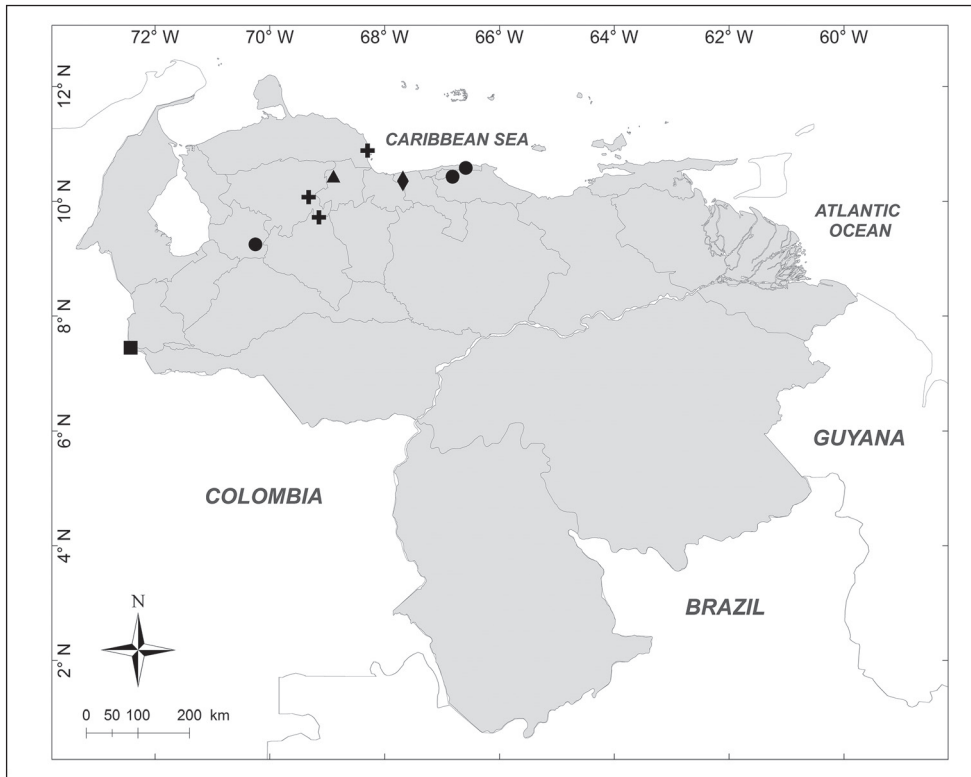 72° W 70° W 68° W 66° W 64° W 62° W 60° W
12° N
CARIBBEAN SEA
10° N
ATLANTIC
OCEAN
8° N
6° N
GUYANA
COLOMBIA
4° N
BRAZIL
N
2° N
0 50 100 200 km